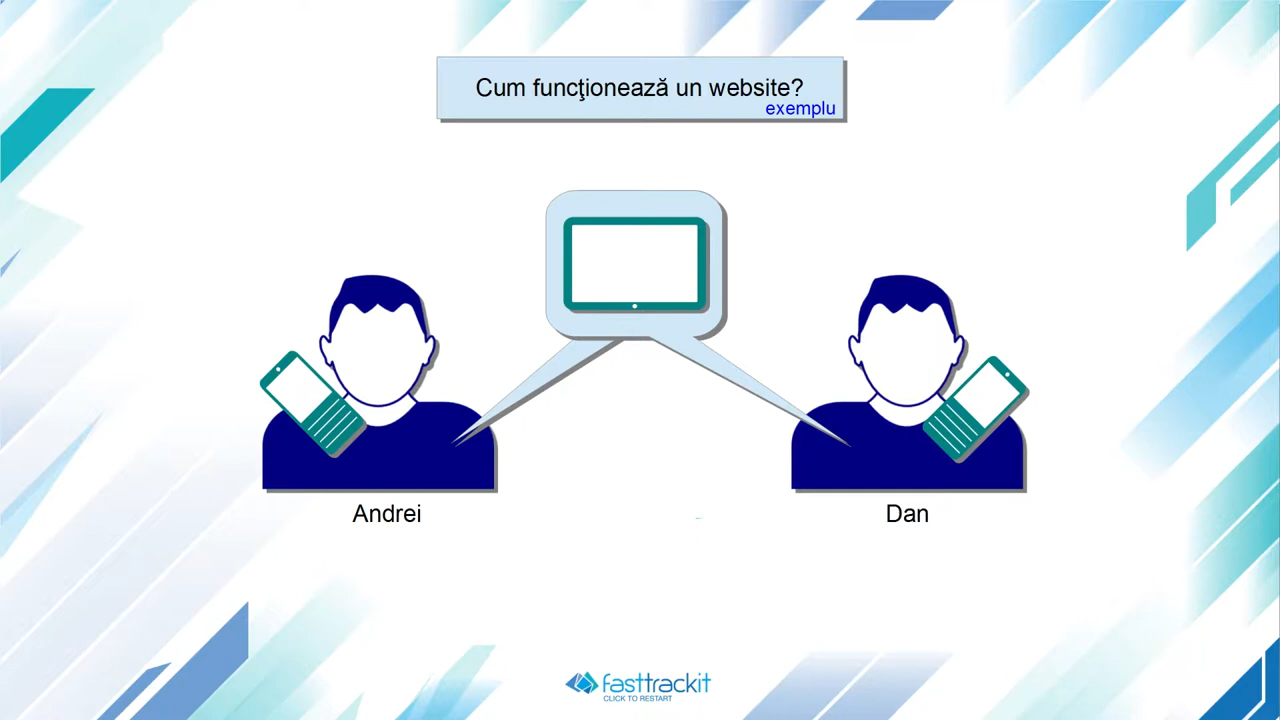 Cum funcţionează un website?
exemplu
Andrei
Dan
fasttrackit
CLICK TO RESTART